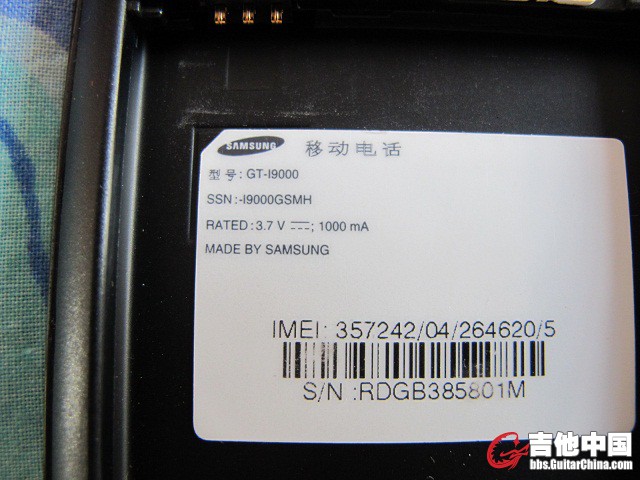 SAMSUNG 移动电话
型号: GT-I9000
SSN:-I9000GSMH
RATED: 3.7 V ⎓; 1000 mA
MADE BY SAMSUNG
IMEI: 357242/04/264620/5
S/N :RDGB385801M
吉他中国
bbs.GuitarChina.com